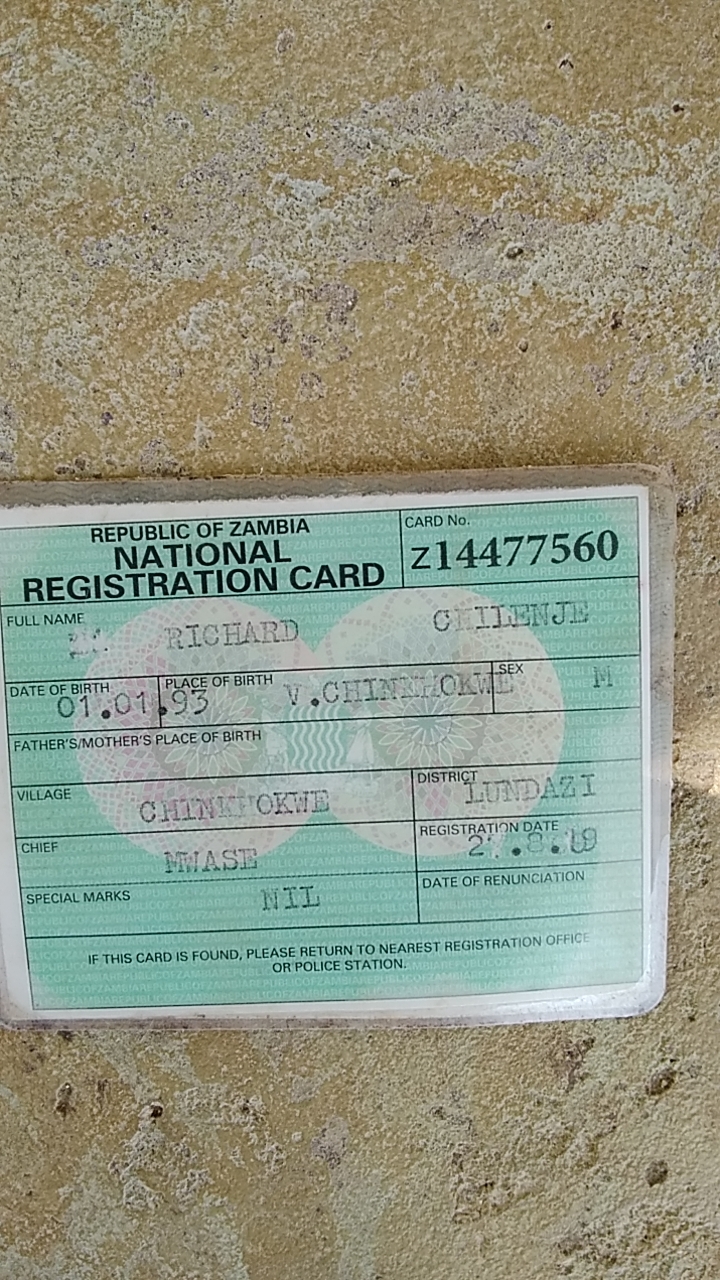 REPUBLIC OF ZAMBIA
NATIONAL
REGISTRATION CARD
CARD No.
Z14477560
FULL NAME
RICHARD CHILENJE
DATE OF BIRTH
01.01.93
PLACE OF BIRTH
V.CHINKHOKWE
SEX
M
FATHER'S/MOTHER'S PLACE OF BIRTH
VILLAGE
CHINKHOKWE
DISTRICT
LUNDAZI
CHIEF
MWASE
REGISTRATION DATE
SPECIAL MARKS
NIL
DATE OF RENUNCIATION
IF THIS CARD IS FOUND, PLEASE RETURN TO NEAREST REGISTRATION OFFICE
OR POLICE STATION.